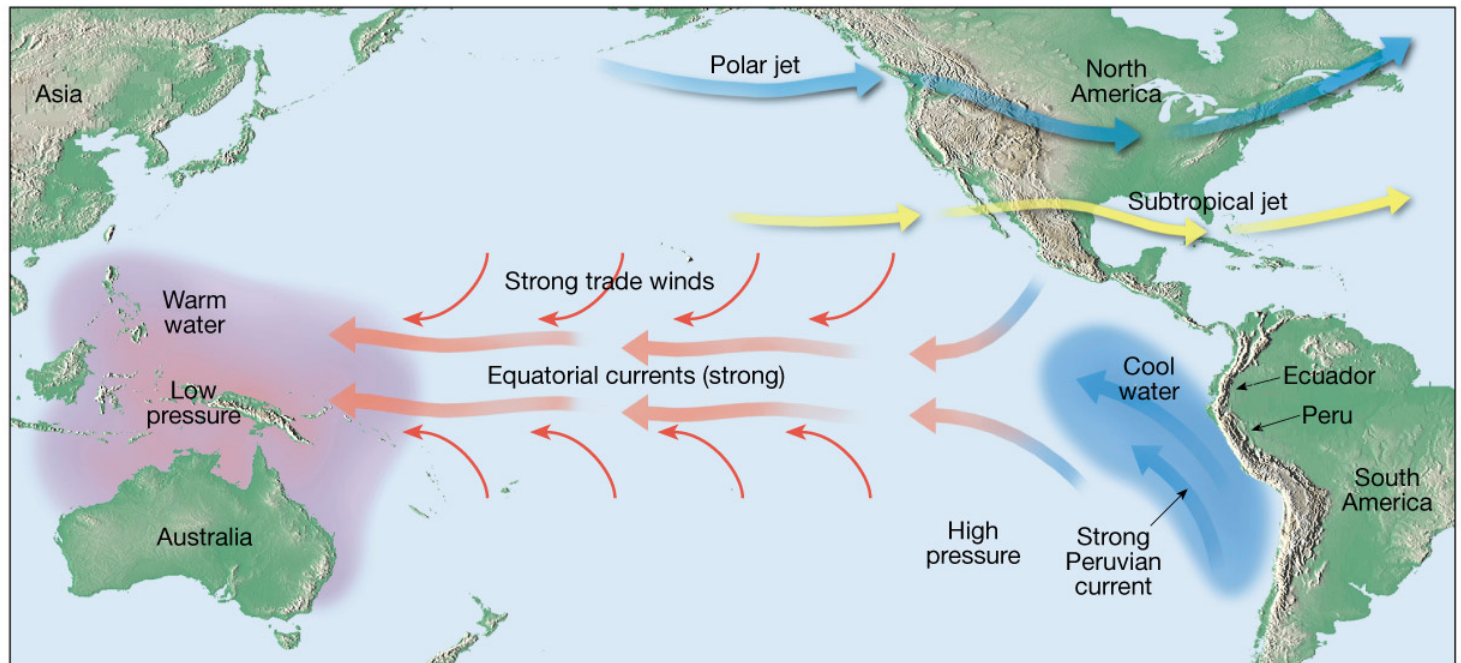 Polar jet
North
America
Asia
Subtropical jet
Strong trade winds
Warm
water
Equatorial currents (strong)
Cool
water
Ecuador
Low
pressure
Peru
South
America
Australia
High
pressure
Strong
Peruvian
current